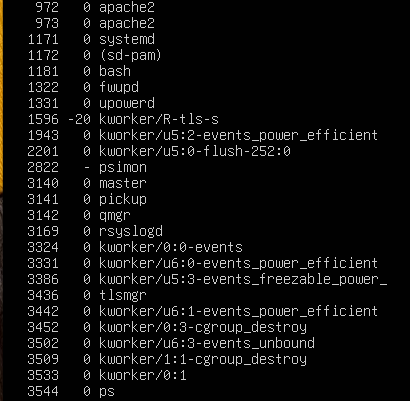 972 0 apache2
973 0 apache2
1171 0 systemd
1172 0 (sd-pam)
1181 0 bash
1322 0 fwupd
1331 0 upowerd
1596 -20 kworker/R-tls-s
1943 0 kworker/u5:2-events_power_efficient
2201 0 kworker/u5:0-flush-252:0
2822 - psimon
3140 0 master
3141 0 pickup
3142 0 qmgr
3169 0 rsyslogd
3324 0 kworker/0:0-events
3331 0 kworker/u6:0-events_power_efficient
3386 0 kworker/u5:3-events_freezable_power_
3436 0 tlsmgr
3442 0 kworker/u6:1-events_power_efficient
3452 0 kworker/0:3-cgroup_destroy
3502 0 kworker/u6:3-events_unbound
3509 0 kworker/1:1-cgroup_destroy
3533 0 kworker/0:1
3544 0 ps